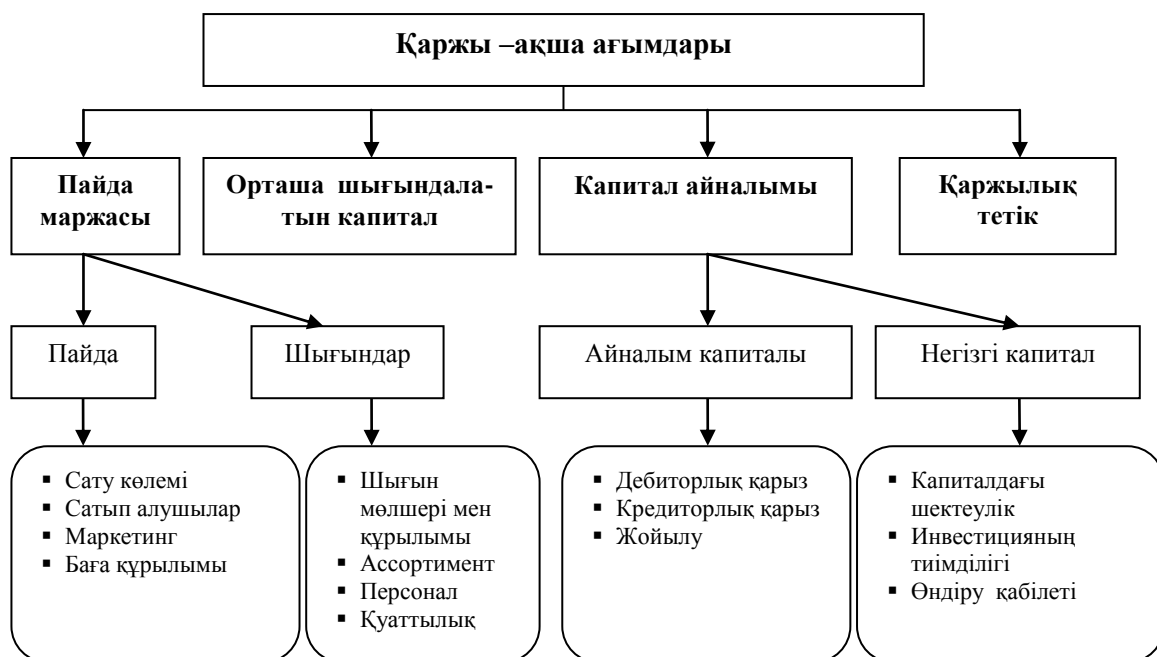 Қаржы –ақша ағымдары
Пайда
маржасы
Орташа шығындала-
тын капитал
Капитал айналымы
Қаржылық
тетік
Пайда
Шығындар
Айналым капиталы
Негізгі капитал
▪ Сату көлемі
▪ Сатып алушылар
▪ Маркетинг
▪ Баға құрылымы
▪ Шығын
мөлшері мен
құрылымы
▪ Ассортимент
▪ Персонал
▪ Қуаттылық
▪ Дебиторлық қарыз
▪ Кредиторлық қарыз
▪ Жойылу
▪ Капиталдағы
шектеулік
▪ Инвестицияның
тиімділігі
▪ Өндіру қабілеті